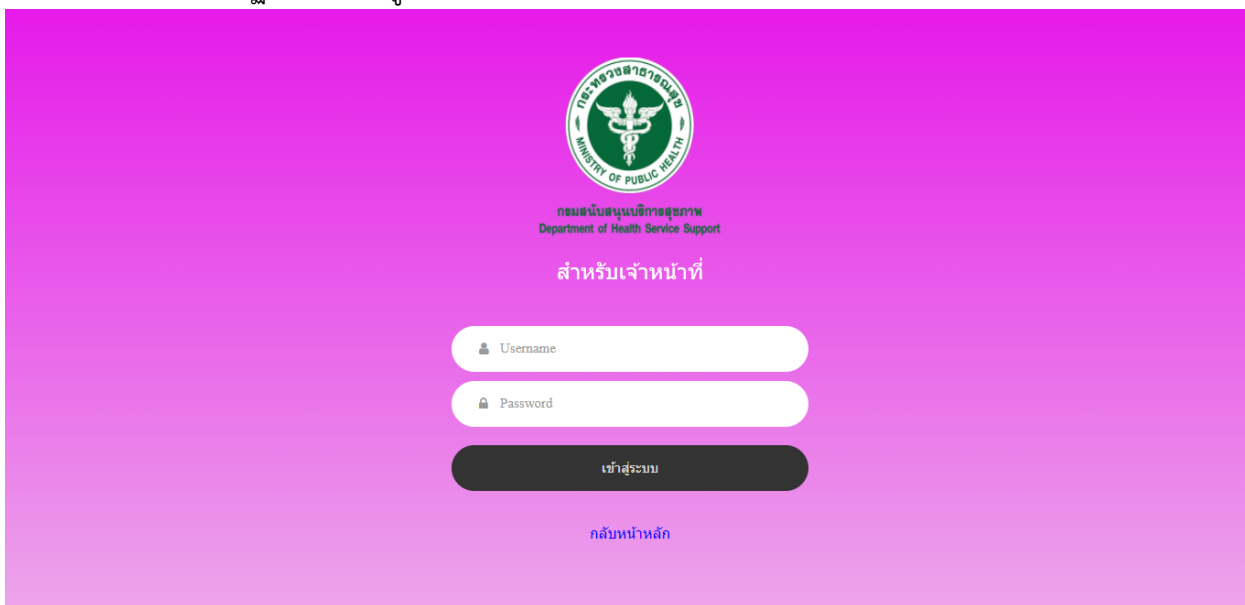 กระทรวงสาธารณสุข
MINISTRY OF PUBLIC HEALTH
กรมสนับสนุนบริการสุขภาพ
Department of Health Service Support
สำหรับเจ้าหน้าที่
Username
Password
เข้าสู่ระบบ
กลับหน้าหลัก